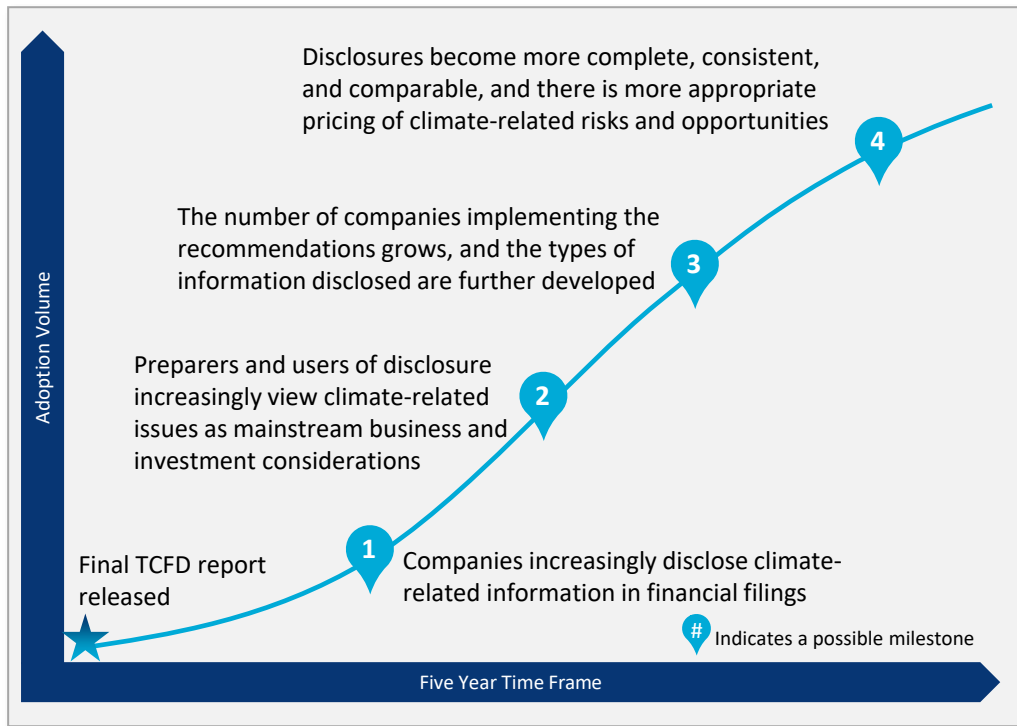 Disclosures become more complete, consistent,
and comparable, and there is more appropriate
pricing of climate-related risks and opportunities
4
The number of companies implementing the
recommendations grows, and the types of
information disclosed are further developed
3
Adoption Volume
Preparers and users of disclosure
increasingly view climate-related
issues as mainstream business and
investment considerations
2
1
Final TCFD report
released
Companies increasingly disclose climate-
related information in financial filings
# Indicates a possible milestone
Five Year Time Frame